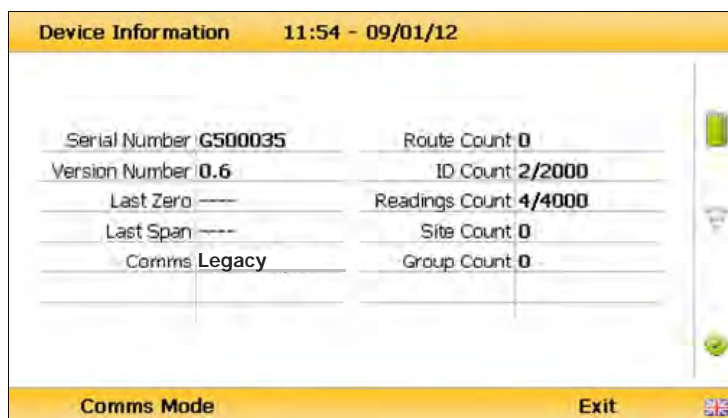 Device Information 11:54 - 09/01/12
Serial Number G500035
Version Number 0.6
Last Zero ----
Last Span ----
Comms Legacy
Route Count 0
ID Count 2/2000
Readings Count 4/4000
Site Count 0
Group Count 0
Comms Mode Exit